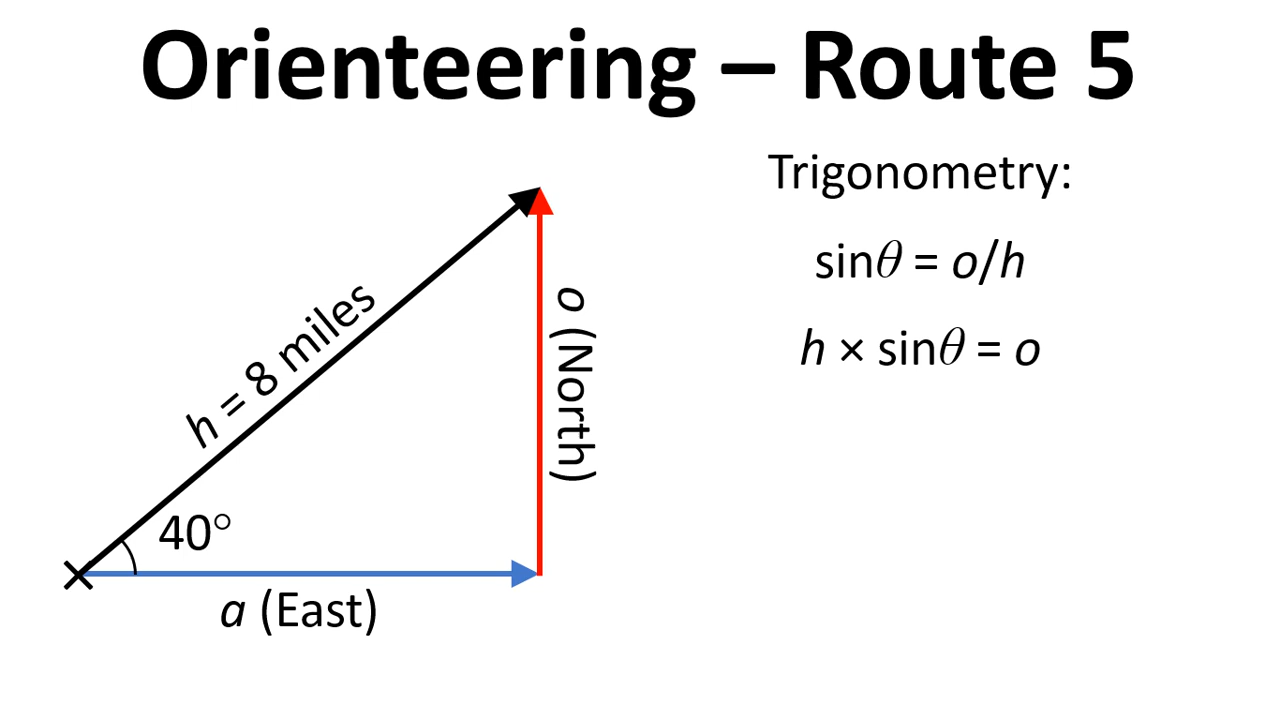 Orienteering – Route 5
Trigonometry:
sinθ = o/h
h × sinθ = o
h = 8 miles
o (North)
40°
a (East)